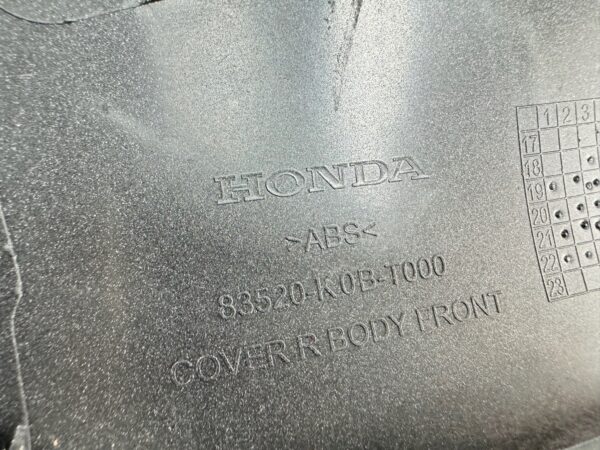 HONDA
>ABS<
83520-K0B-T000
COVER R BODY FRONT
1 2 3
17
18
19
20
21
22
23